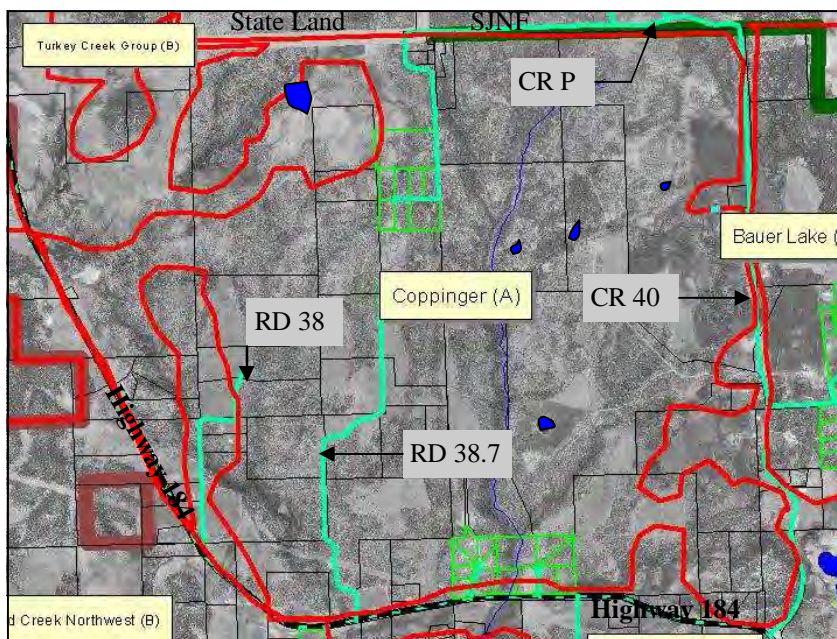 State Land SJNF
Turkey Creek Group (B)
CR P
Bauer Lake (
Coppinger (A)
CR 40
RD 38
Highway 184
RD 38.7
Highway 184
d Creek Northwest (B)